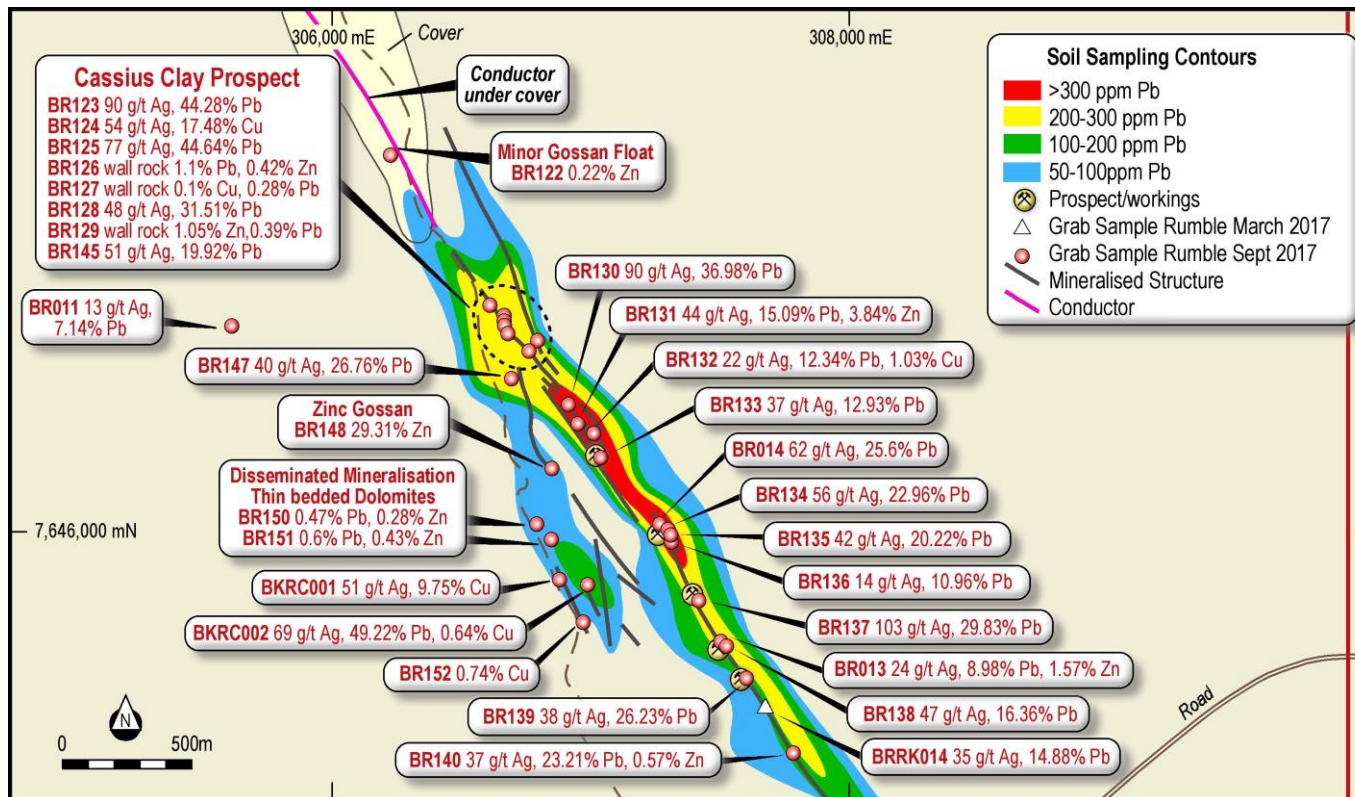 306,000 mE
308,000 mE
Cover
Cassius Clay Prospect
BR123 90 g/t Ag, 44.28% Pb
BR124 54 g/t Ag, 17.48% Cu
BR125 77 g/t Ag, 44.64% Pb
BR126 wall rock 1.1% Pb, 0.42% Zn
BR127 wall rock 0.1% Cu, 0.28% Pb
BR128 48 g/t Ag, 31.51% Pb
BR129 wall rock 1.05% Zn,0.39% Pb
BR145 51 g/t Ag, 19.92% Pb
Conductor
under cover
Minor Gossan Float
BR122 0.22% Zn
Soil Sampling Contours
>300 ppm Pb
200-300 ppm Pb
100-200 ppm Pb
50-100ppm Pb
Prospect/workings
Grab Sample Rumble March 2017
Grab Sample Rumble Sept 2017
Mineralised Structure
Conductor
BR011 13 g/t Ag,
7.14% Pb
BR147 40 g/t Ag, 26.76% Pb
Zinc Gossan
BR148 29.31% Zn
Disseminated Mineralisation
Thin bedded Dolomites
BR150 0.47% Pb, 0.28% Zn
BR151 0.6% Pb, 0.43% Zn
7,646,000 mN
BKRC001 51 g/t Ag, 9.75% Cu
BKRC002 69 g/t Ag, 49.22% Pb, 0.64% Cu
BR152 0.74% Cu
BR139 38 g/t Ag, 26.23% Pb
BR140 37 g/t Ag, 23.21% Pb, 0.57% Zn
BR130 90 g/t Ag, 36.98% Pb
BR131 44 g/t Ag, 15.09% Pb, 3.84% Zn
BR132 22 g/t Ag, 12.34% Pb, 1.03% Cu
BR133 37 g/t Ag, 12.93% Pb
BR014 62 g/t Ag, 25.6% Pb
BR134 56 g/t Ag, 22.96% Pb
BR135 42 g/t Ag, 20.22% Pb
BR136 14 g/t Ag, 10.96% Pb
BR137 103 g/t Ag, 29.83% Pb
BR013 24 g/t Ag, 8.98% Pb, 1.57% Zn
BR138 47 g/t Ag, 16.36% Pb
BRRK014 35 g/t Ag, 14.88% Pb
Road
N
0 500m